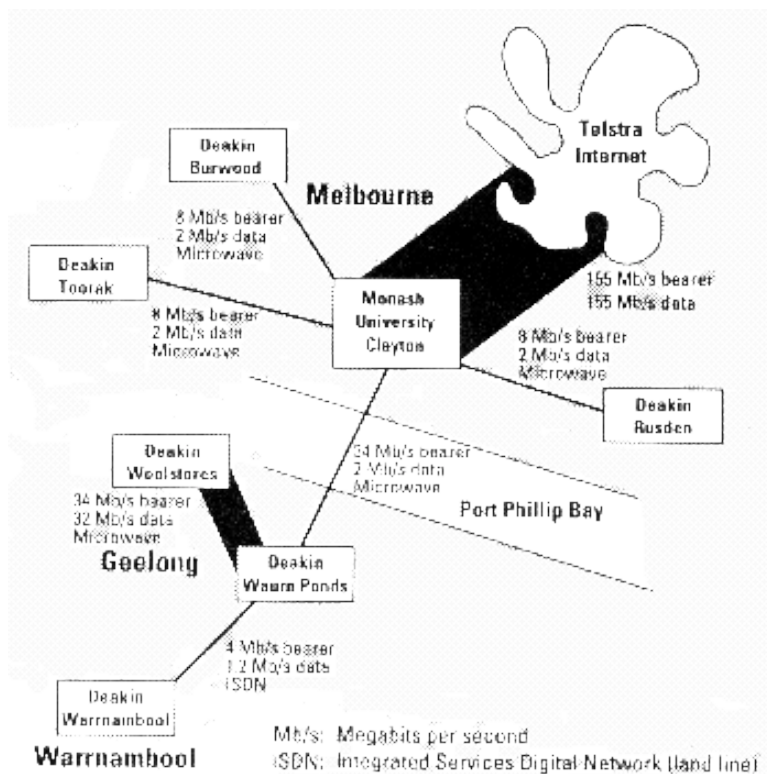 Telstra
Internet
Deakin
Burwood
Melbourne
8 Mb/s bearer
2 Mb/s data
Microwave
Deakin
Toorak
Monash
University
Clayton
155 Mb/s bearer
155 Mb/s data
8 Mb/s bearer
2 Mb/s data
Microwave
8 Mb/s bearer
2 Mb/s data
Microwave
Deakin
Rusden
Deakin
Woolstores
34 Mb/s bearer
2 Mb/s data
Microwave
34 Mb/s bearer
32 Mb/s data
Microwave
Port Phillip Bay
Geelong
Deakin
Waurn Ponds
4 Mb/s bearer
1.2 Mb/s data
ISDN
Deakin
Warrnambool
Warrnambool
Mb/s: Megabits per second
ISDN: Integrated Services Digital Network (land line)